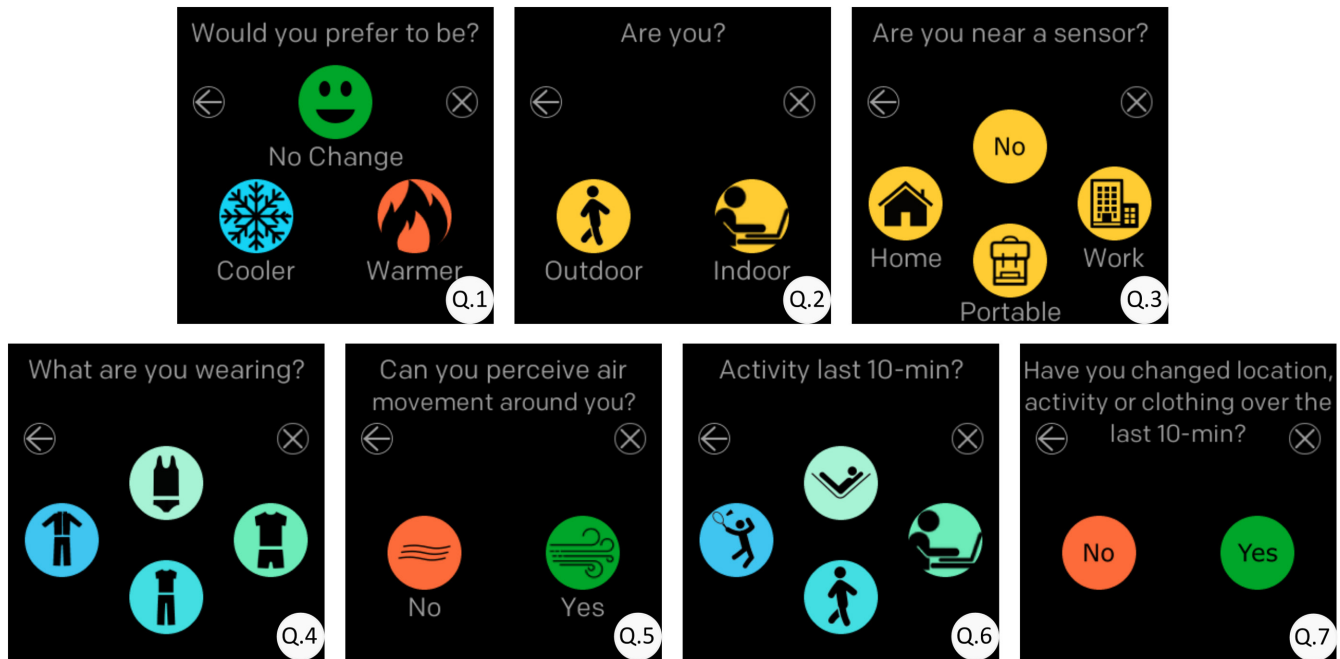 Would you prefer to be?
No Change
Cooler
Warmer
Q.1
Are you?
Outdoor
Indoor
Q.2
Are you near a sensor?
No
Home
Work
Portable
Q.3
What are you wearing?
Q.4
Can you perceive air
movement around you?
No
Yes
Q.5
Activity last 10-min?
Q.6
Have you changed location,
activity or clothing over the
last 10-min?
No
Yes
Q.7